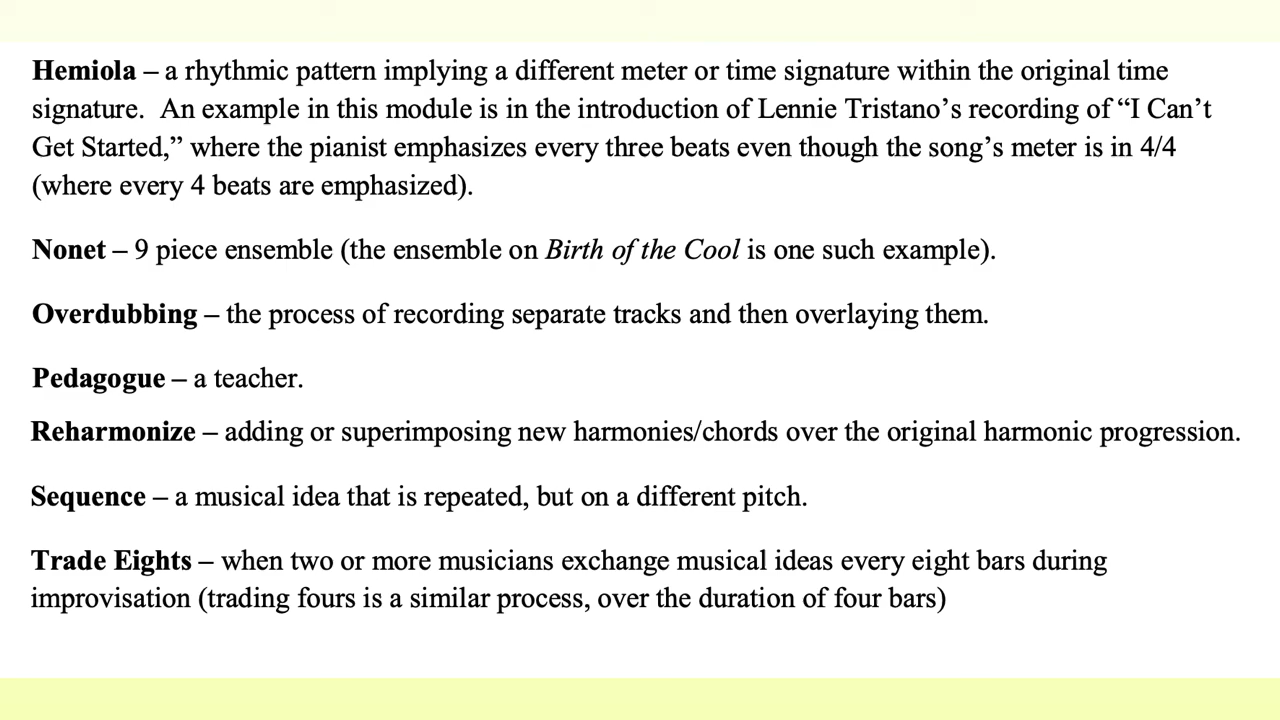 Hemiola – a rhythmic pattern implying a different meter or time signature within the original time
signature.  An example in this module is in the introduction of Lennie Tristano’s recording of “I Can’t
Get Started,” where the pianist emphasizes every three beats even though the song’s meter is in 4/4
(where every 4 beats are emphasized).
Nonet – 9 piece ensemble (the ensemble on Birth of the Cool is one such example).
Overdubbing – the process of recording separate tracks and then overlaying them.
Pedagogue – a teacher.
Reharmonize – adding or superimposing new harmonies/chords over the original harmonic progression.
Sequence – a musical idea that is repeated, but on a different pitch.
Trade Eights – when two or more musicians exchange musical ideas every eight bars during
improvisation (trading fours is a similar process, over the duration of four bars)